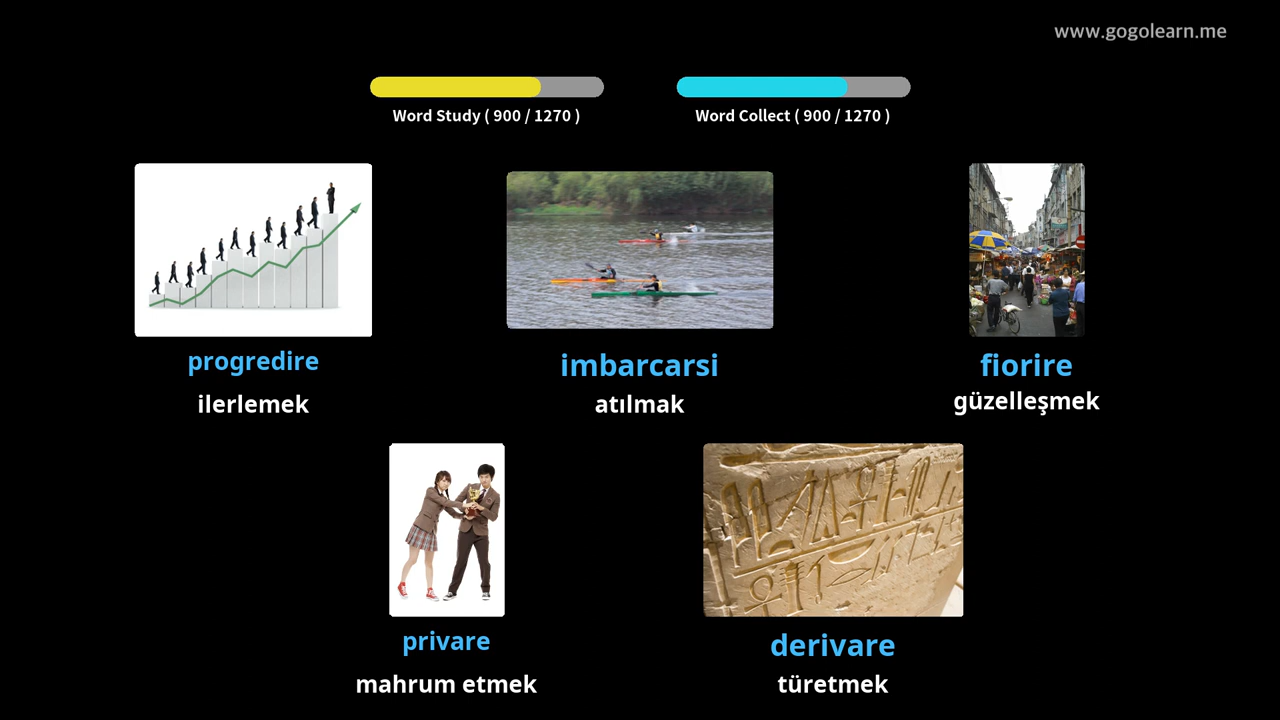 www.gogolearn.me
Word Study ( 900 / 1270 )
Word Collect ( 900 / 1270 )
progredire
imbarcarsi
fiorire
ilerlemek
atılmak
güzelleşmek
privare
derivare
mahrum etmek
türetmek